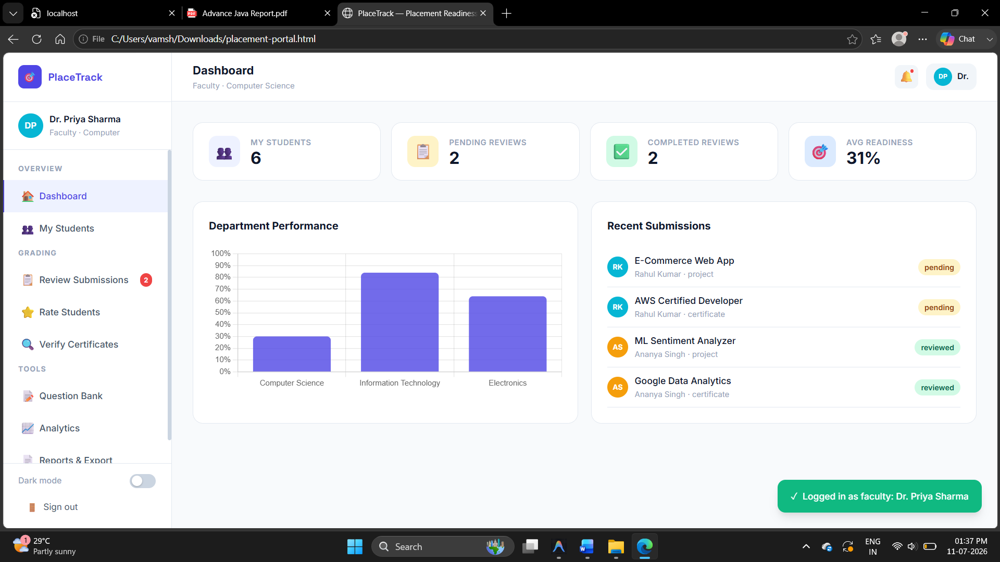 localhost
Advance Java Report.pdf
PlaceTrack — Placement Readiness
File C:/Users/vamsh/Downloads/placement-portal.html
Chat
PlaceTrack
DP
Dr. Priya Sharma
Faculty · Computer
OVERVIEW
Dashboard
My Students
GRADING
Review Submissions 2
Rate Students
Verify Certificates
TOOLS
Question Bank
Analytics
Reports & Export
Dark mode
Sign out
Dashboard
Faculty · Computer Science
DP Dr.
MY STUDENTS
6
PENDING REVIEWS
2
COMPLETED REVIEWS
2
AVG READINESS
31%
Department Performance
100%
90%
80%
70%
60%
50%
40%
30%
20%
10%
0%
Computer Science Information Technology Electronics
Recent Submissions
RK
E-Commerce Web App
Rahul Kumar · project
pending
RK
AWS Certified Developer
Rahul Kumar · certificate
pending
AS
ML Sentiment Analyzer
Ananya Singh · project
reviewed
AS
Google Data Analytics
Ananya Singh · certificate
reviewed
✓ Logged in as faculty: Dr. Priya Sharma
1
29°C
Partly sunny
Search
ENG
IN
01:37 PM
11-07-2026